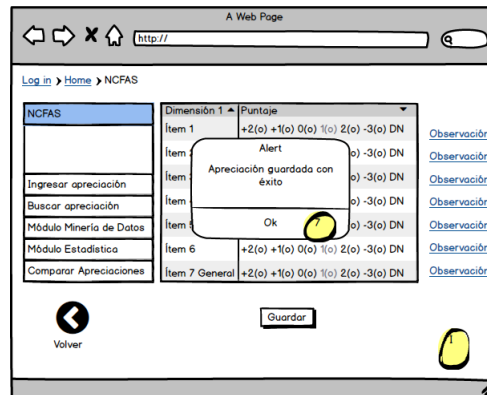 A Web Page
http://
Log in > Home > NCFAS
NCFAS
Ingresar apreciación
Buscar apreciación
Módulo Minería de Datos
Módulo Estadística
Comparar Apreciaciones
Dimensión 1 Puntaje
Ítem 1 +2(o) +1(o) 0(o) 1(o) 2(o) -3(o) DN Observación
Ítem o) -3(o) DN Observación
Ítem o) -3(o) DN Observación
Ítem o) -3(o) DN Observación
Ítem o) -3(o) DN Observación
Ítem 6 +2(o) +1(o) 0(o) 1(o) 2(o) -3(o) DN Observación
Ítem 7 General +2(o) +1(o) 0(o) 1(o) 2(o) -3(o) DN Observación
Alert
Apreciación guardada con
éxito
Ok 7
Volver
Guardar
1